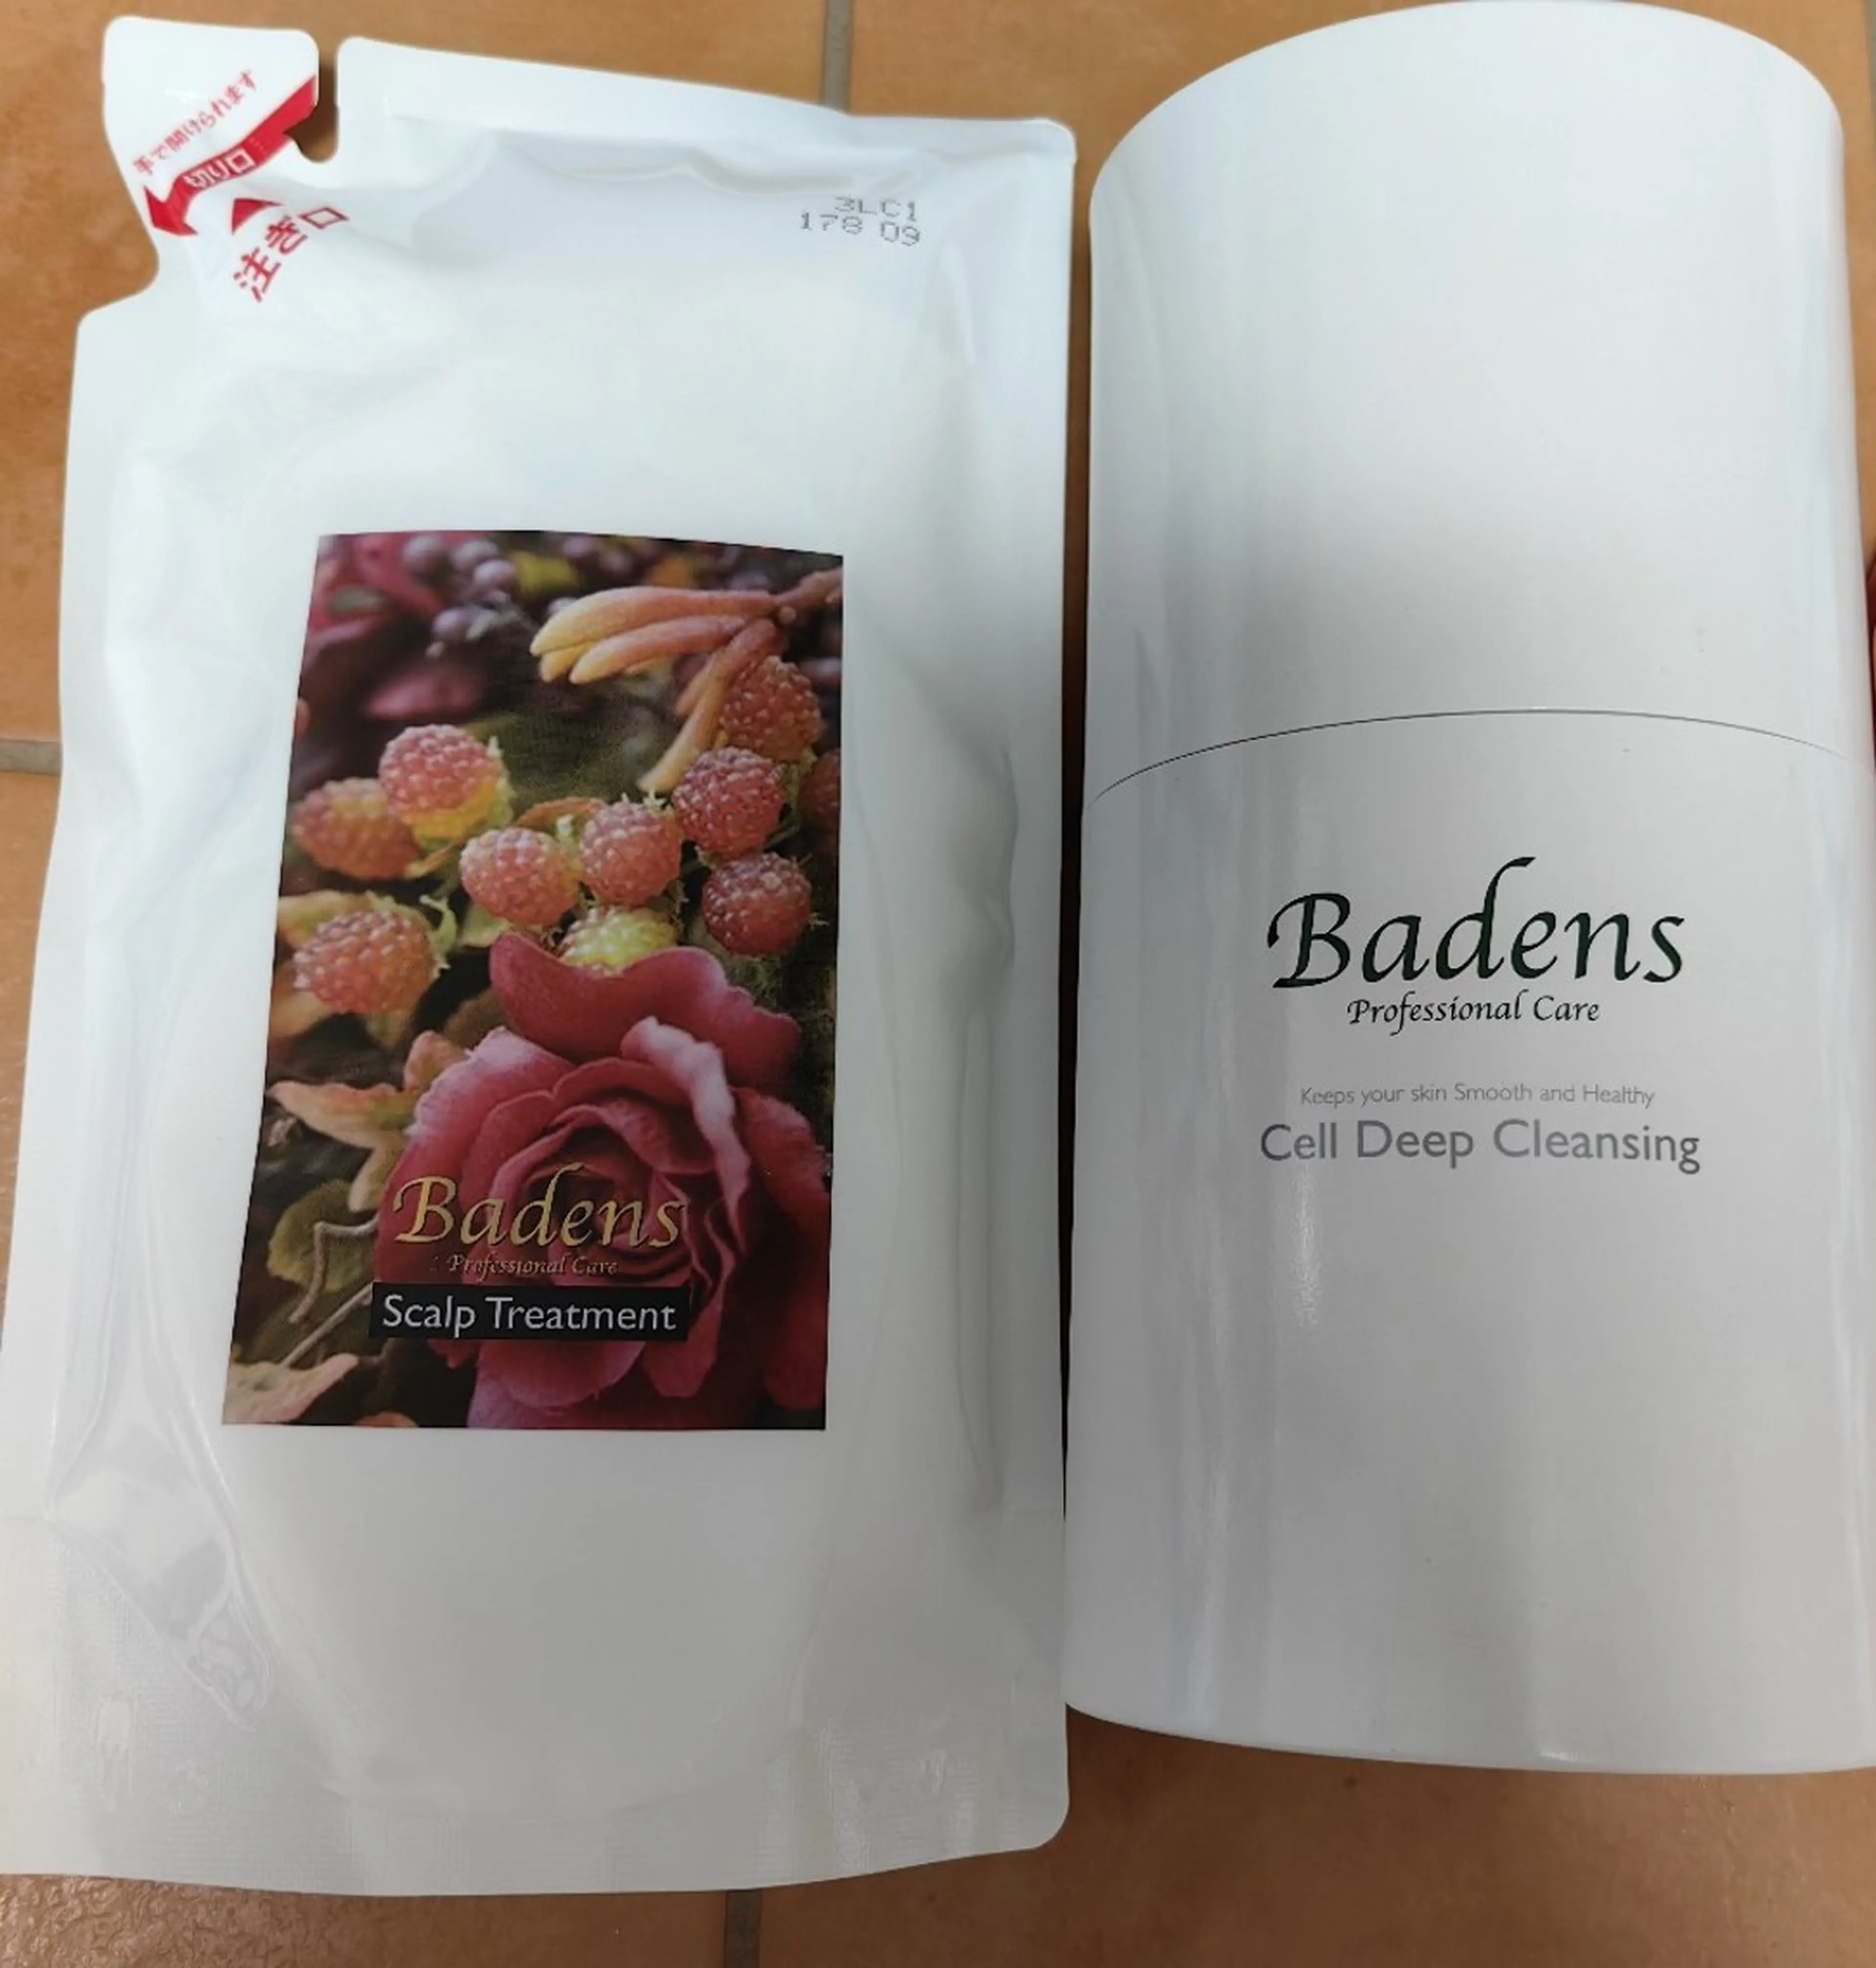 手で開けられます
切り口
注ぎ口
3LC1
178 09
Badens
Professional Care
Scalp Treatment
Badens
Professional Care
Keeps your skin Smooth and Healthy
Cell Deep Cleansing